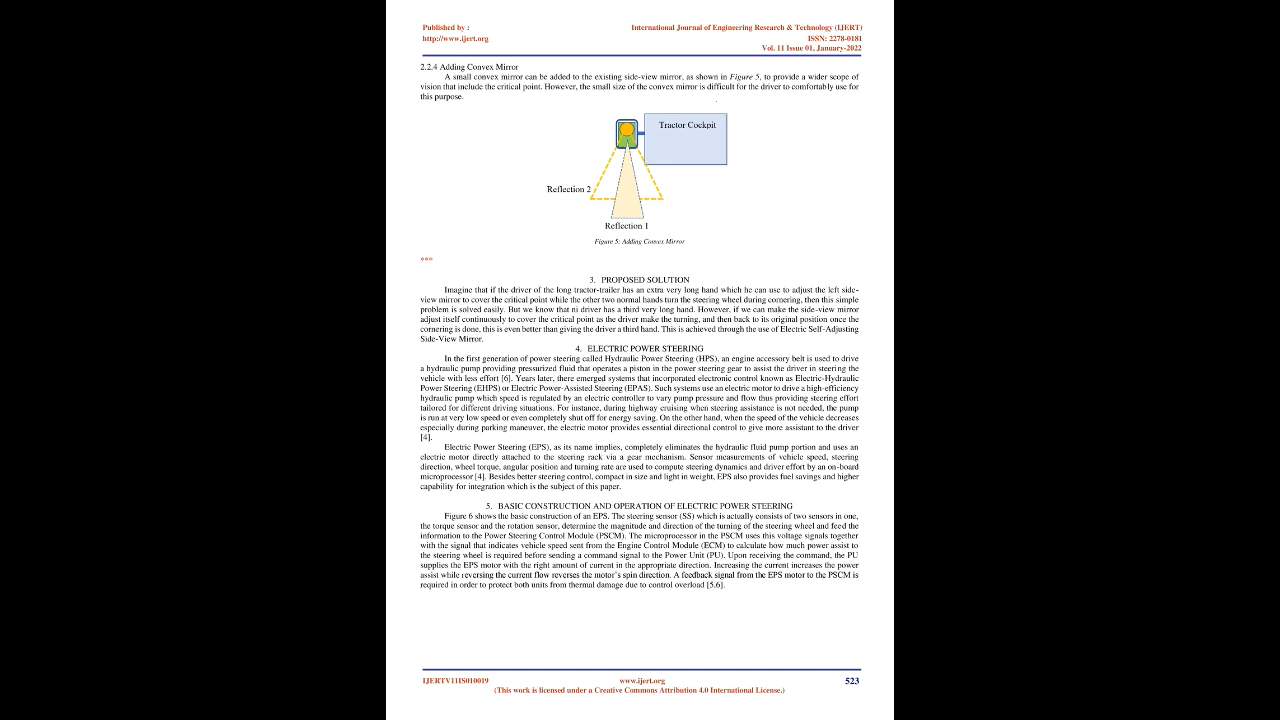 Published by :
International Journal of Engineering Research & Technology (IJERT)
http://www.ijert.org
ISSN: 2278-0181
Vol. 11 Issue 01, January-2022
2.2.4 Adding Convex Mirror
A small convex mirror can be added to the existing side-view mirror, as shown in Figure 5, to provide a wider scope of
vision that include the critical point. However, the small size of the convex mirror is difficult for the driver to comfortably use for
this purpose.
Tractor Cockpit
Reflection 2
Reflection 1
Figure 5: Adding Convex Mirror
***
3. PROPOSED SOLUTION
Imagine that if the driver of the long tractor-trailer has an extra very long hand which he can use to adjust the left side-
view mirror to cover the critical point while the other two normal hands turn the steering wheel during cornering, then this simple
problem is solved easily. But we know that ni driver has a third very long hand. However, if we can make the side-view mirror
adjust itself continuously to cover the critical point as the driver make the turning, and then back to its original position once the
cornering is done, this is even better than giving the driver a third hand. This is achieved through the use of Electric Self-Adjusting
Side-View Mirror.
4. ELECTRIC POWER STEERING
In the first generation of power steering called Hydraulic Power Steering (HPS), an engine accessory belt is used to drive
a hydraulic pump providing pressurized fluid that operates a piston in the power steering gear to assist the driver in steering the
vehicle with less effort [6]. Years later, there emerged systems that incorporated electronic control known as Electric-Hydraulic
Power Steering (EHPS) or Electric Power-Assisted Steering (EPAS). Such systems use an electric motor to drive a high-efficiency
hydraulic pump which speed is regulated by an electric controller to vary pump pressure and flow thus providing steering effort
tailored for different driving situations. For instance, during highway cruising when steering assistance is not needed, the pump
is run at very low speed or even completely shut off for energy saving. On the other hand, when the speed of the vehicle decreases
especially during parking maneuver, the electric motor provides essential directional control to give more assistant to the driver
[4].
Electric Power Steering (EPS), as its name implies, completely eliminates the hydraulic fluid pump portion and uses an
electric motor directly attached to the steering rack via a gear mechanism. Sensor measurements of vehicle speed, steering
direction, wheel torque, angular position and turning rate are used to compute steering dynamics and driver effort by an on-board
microprocessor [4]. Besides better steering control, compact in size and light in weight, EPS also provides fuel savings and higher
capability for integration which is the subject of this paper.
5. BASIC CONSTRUCTION AND OPERATION OF ELECTRIC POWER STEERING
Figure 6 shows the basic construction of an EPS. The steering sensor (SS) which is actually consists of two sensors in one,
the torque sensor and the rotation sensor, determine the magnitude and direction of the turning of the steering wheel and feed the
information to the Power Steering Control Module (PSCM). The microprocessor in the PSCM uses this voltage signals together
with the signal that indicates vehicle speed sent from the Engine Control Module (ECM) to calculate how much power assist to
the steering wheel is required before sending a command signal to the Power Unit (PU). Upon receiving the command, the PU
supplies the EPS motor with the right amount of current in the appropriate direction. Increasing the current increases the power
assist while reversing the current flow reverses the motor's spin direction. A feedback signal from the EPS motor to the PSCM is
required in order to protect both units from thermal damage due to control overload [5,6].
IJERTV11IS010019
www.ijert.org
523
(This work is licensed under a Creative Commons Attribution 4.0 International License.)